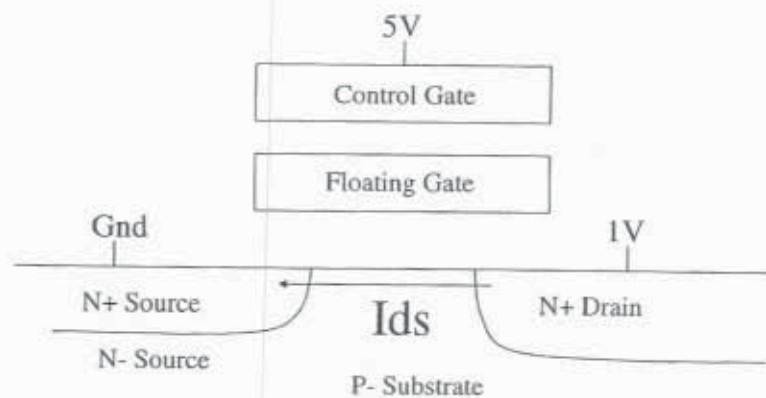 5V
Control Gate
Floating Gate
Gnd
1V
N+ Source
Ids
N+ Drain
N- Source
P- Substrate